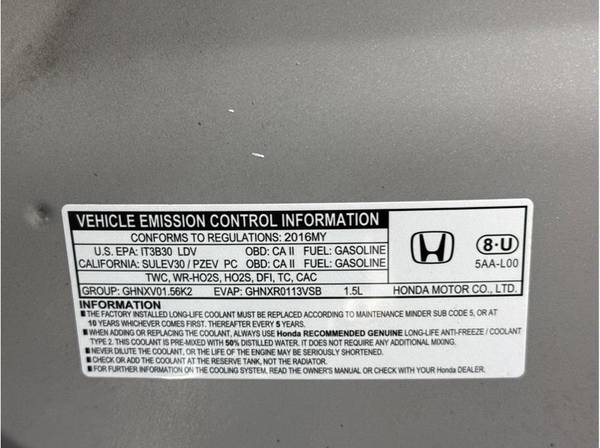 VEHICLE EMISSION CONTROL INFORMATION
CONFORMS TO REGULATIONS: 2016MY
U.S. EPA: IT3B30 LDV OBD: CA II FUEL: GASOLINE
CALIFORNIA: SULEV30 / PZEV PC OBD: CA II FUEL: GASOLINE
TWC, WR-HO2S, HO2S, DFI, TC, CAC
GROUP: GHNXV01.56K2 EVAP: GHNXR0113VSB 1.5L
8·U
5AA-L00
HONDA MOTOR CO., LTD.
INFORMATION
■ THE FACTORY INSTALLED LONG-LIFE COOLANT MUST BE REPLACED ACCORDING TO MAINTENANCE MINDER SUB CODE 5, OR AT
10 YEARS WHICHEVER COMES FIRST. THEREAFTER EVERY 5 YEARS.
■ WHEN ADDING OR REPLACING THE COOLANT, ALWAYS USE Honda RECOMMENDED GENUINE LONG-LIFE ANTI-FREEZE / COOLANT
TYPE 2. THIS COOLANT IS PRE-MIXED WITH 50% DISTILLED WATER. IT DOES NOT REQUIRE ANY ADDITIONAL MIXING.
■ NEVER DILUTE THE COOLANT, OR THE LIFE OF THE ENGINE MAY BE SERIOUSLY SHORTENED.
■ CHECK OR ADD THE COOLANT AT THE RESERVE TANK, NOT THE RADIATOR.
■ FOR FURTHER DETAILS CONCERNING THE COOLANT, READ THE OWNER'S MANUAL OR CHECK WITH YOUR Honda DEALER.